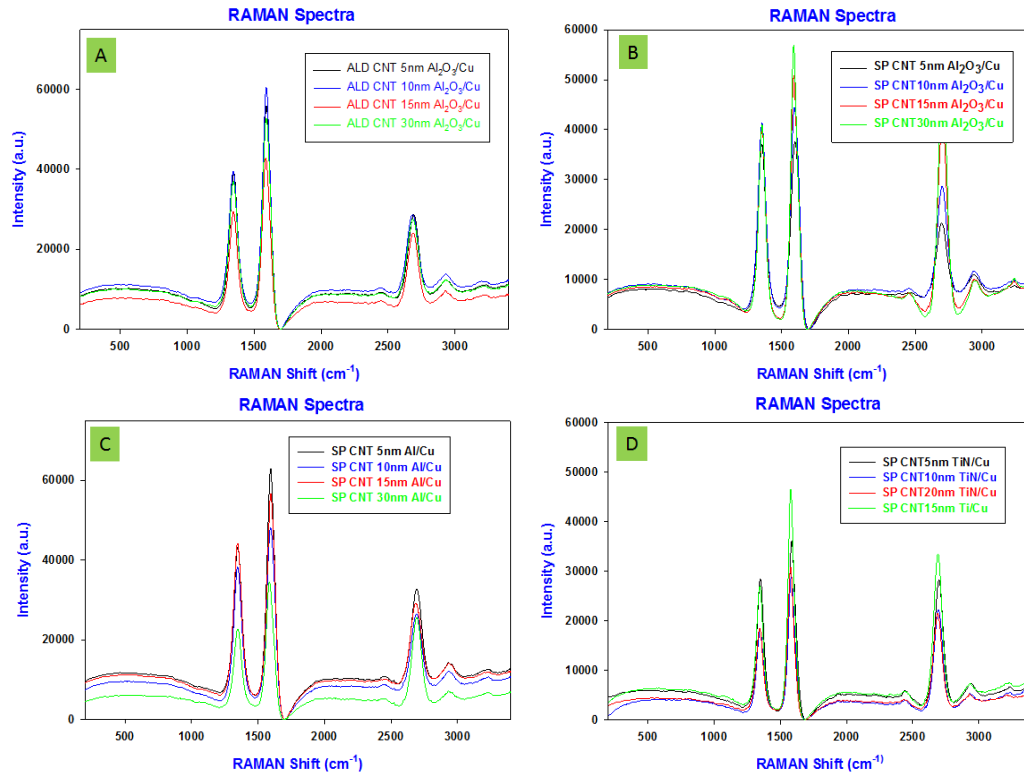 RAMAN Spectra
A
ALD CNT 5nm Al₂O₃/Cu
ALD CNT 10nm Al₂O₃/Cu
ALD CNT 15nm Al₂O₃/Cu
ALD CNT 30nm Al₂O₃/Cu
Intensity (a.u.)
60000
40000
20000
0
500
1000
1500
2000
2500
3000
RAMAN Shift (cm⁻¹)
RAMAN Spectra
B
SP CNT 5nm Al₂O₃/Cu
SP CNT10nm Al₂O₃/Cu
SP CNT15nm Al₂O₃/Cu
SP CNT30nm Al₂O₃/Cu
Intensity (a.u.)
60000
50000
40000
30000
20000
10000
0
500
1000
1500
2000
2500
3000
RAMAN Shift (cm⁻¹)
RAMAN Spectra
C
SP CNT 5nm Al/Cu
SP CNT 10nm Al/Cu
SP CNT 15nm Al/Cu
SP CNT 30nm Al/Cu
Intensity (a.u.)
60000
40000
20000
0
500
1000
1500
2000
2500
3000
RAMAN Shift (cm⁻¹)
RAMAN Spectra
D
SP CNT5nm TiN/Cu
SP CNT10nm TiN/Cu
SP CNT20nm TiN/Cu
SP CNT15nm Ti/Cu
Intensity (a.u.)
60000
50000
40000
30000
20000
10000
0
500
1000
1500
2000
2500
3000
RAMAN Shift (cm⁻¹⁾